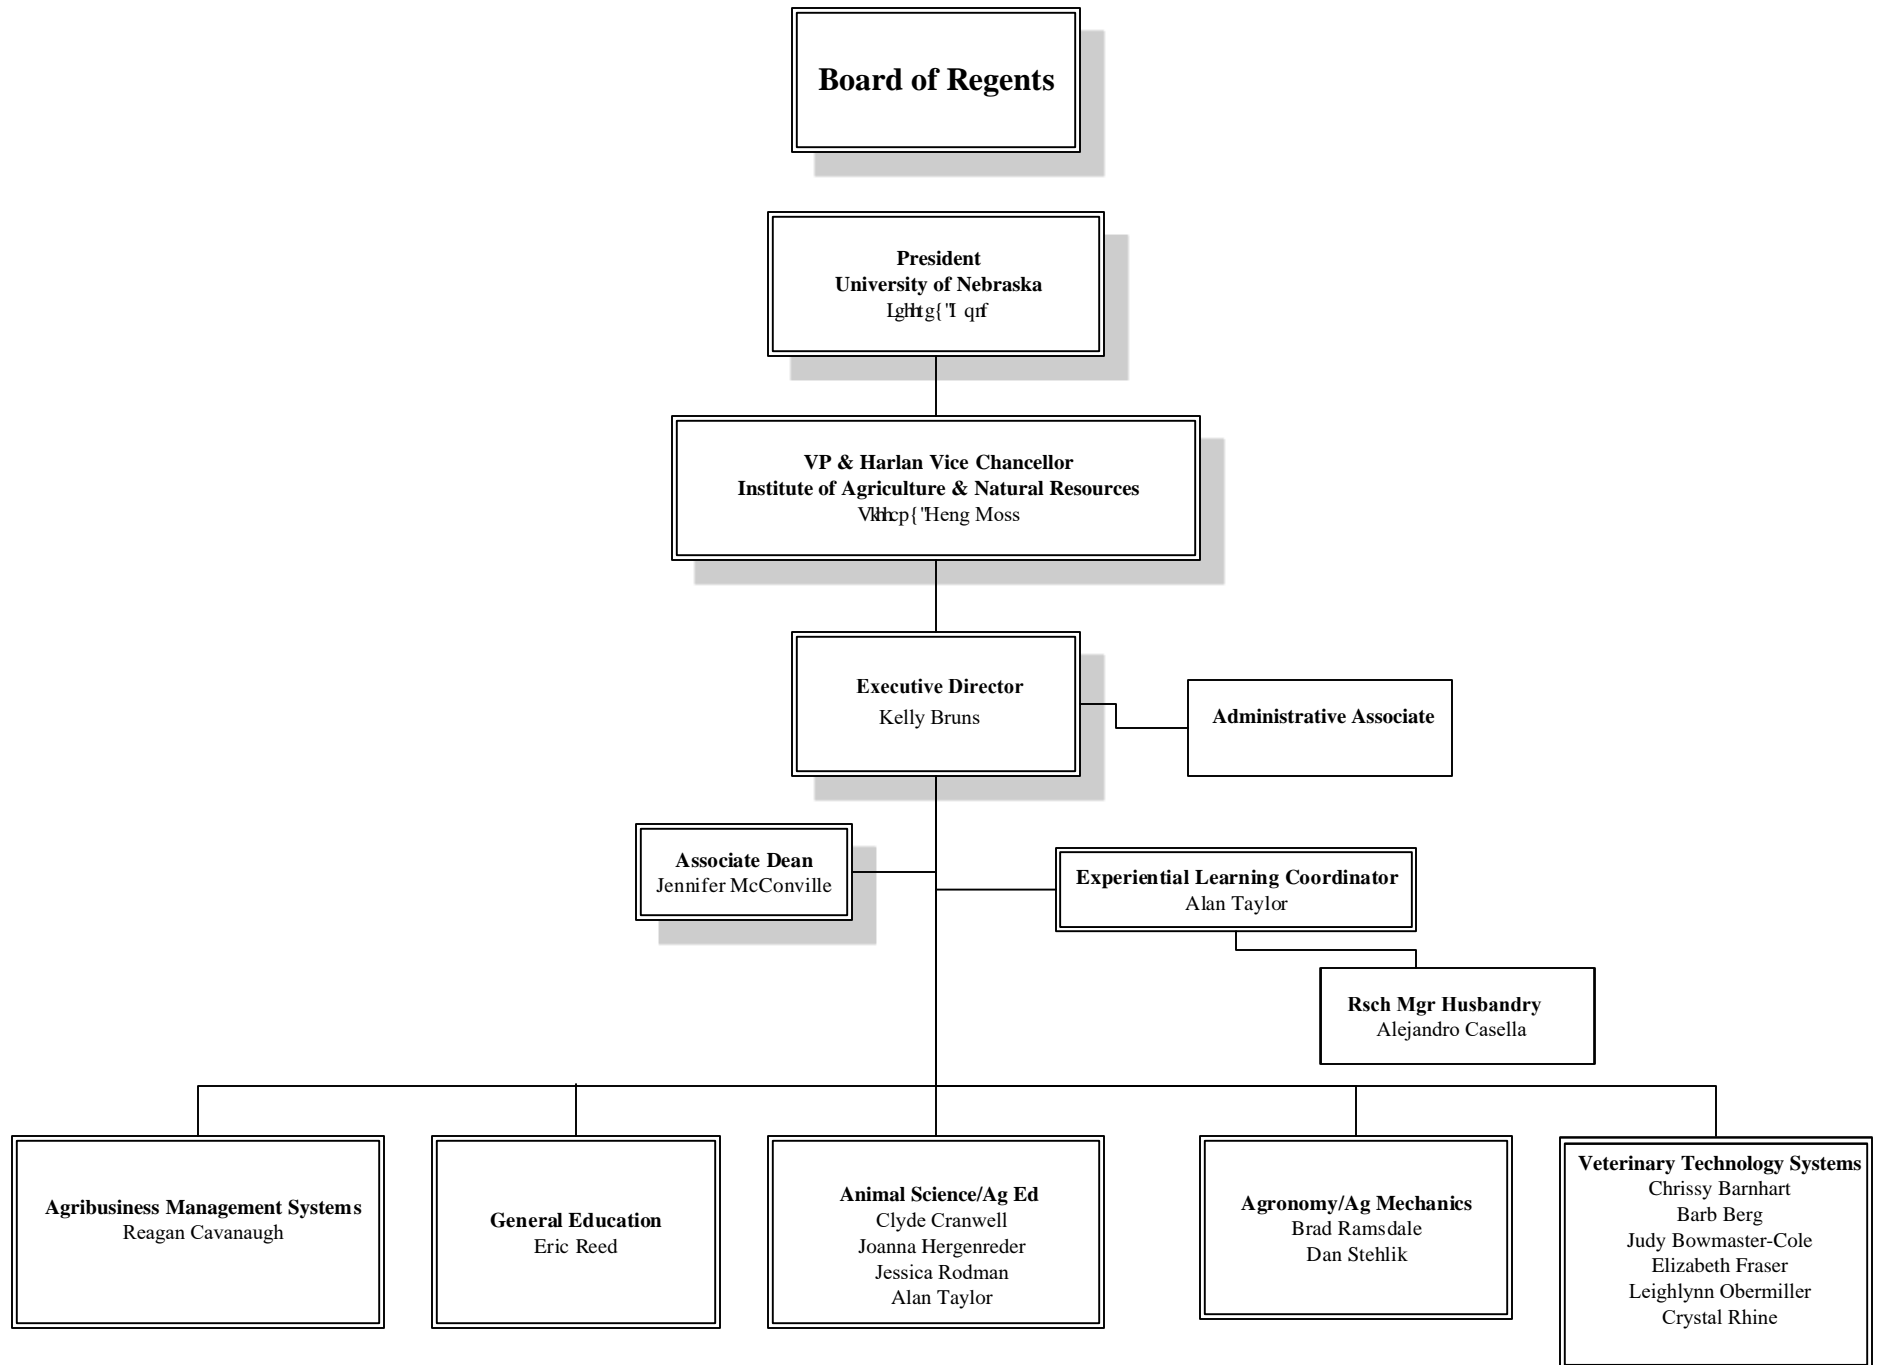 Board of Regents
President
University of Nebraska
VP & Harlan Vice Chancellor
Institute of Agriculture & Natural Resources
Heng Moss
Executive Director
Kelly Bruns
Administrative Associate
Associate Dean
Jennifer McConville
Experiential Learning Coordinator
Alan Taylor
Rsch Mgr Husbandry
Alejandro Casella
Agribusiness Management Systems
Reagan Cavanaugh
General Education
Eric Reed
Animal Science/Ag Ed
Clyde Cranwell
Joanna Hergenreder
Jessica Rodman
Alan Taylor
Agronomy/Ag Mechanics
Brad Ramsdale
Dan Stehlik
Veterinary Technology Systems
Chrissy Barnhart
Barb Berg
Judy Bowmaster-Cole
Elizabeth Fraser
Leighlynn Obermiller
Crystal Rhine